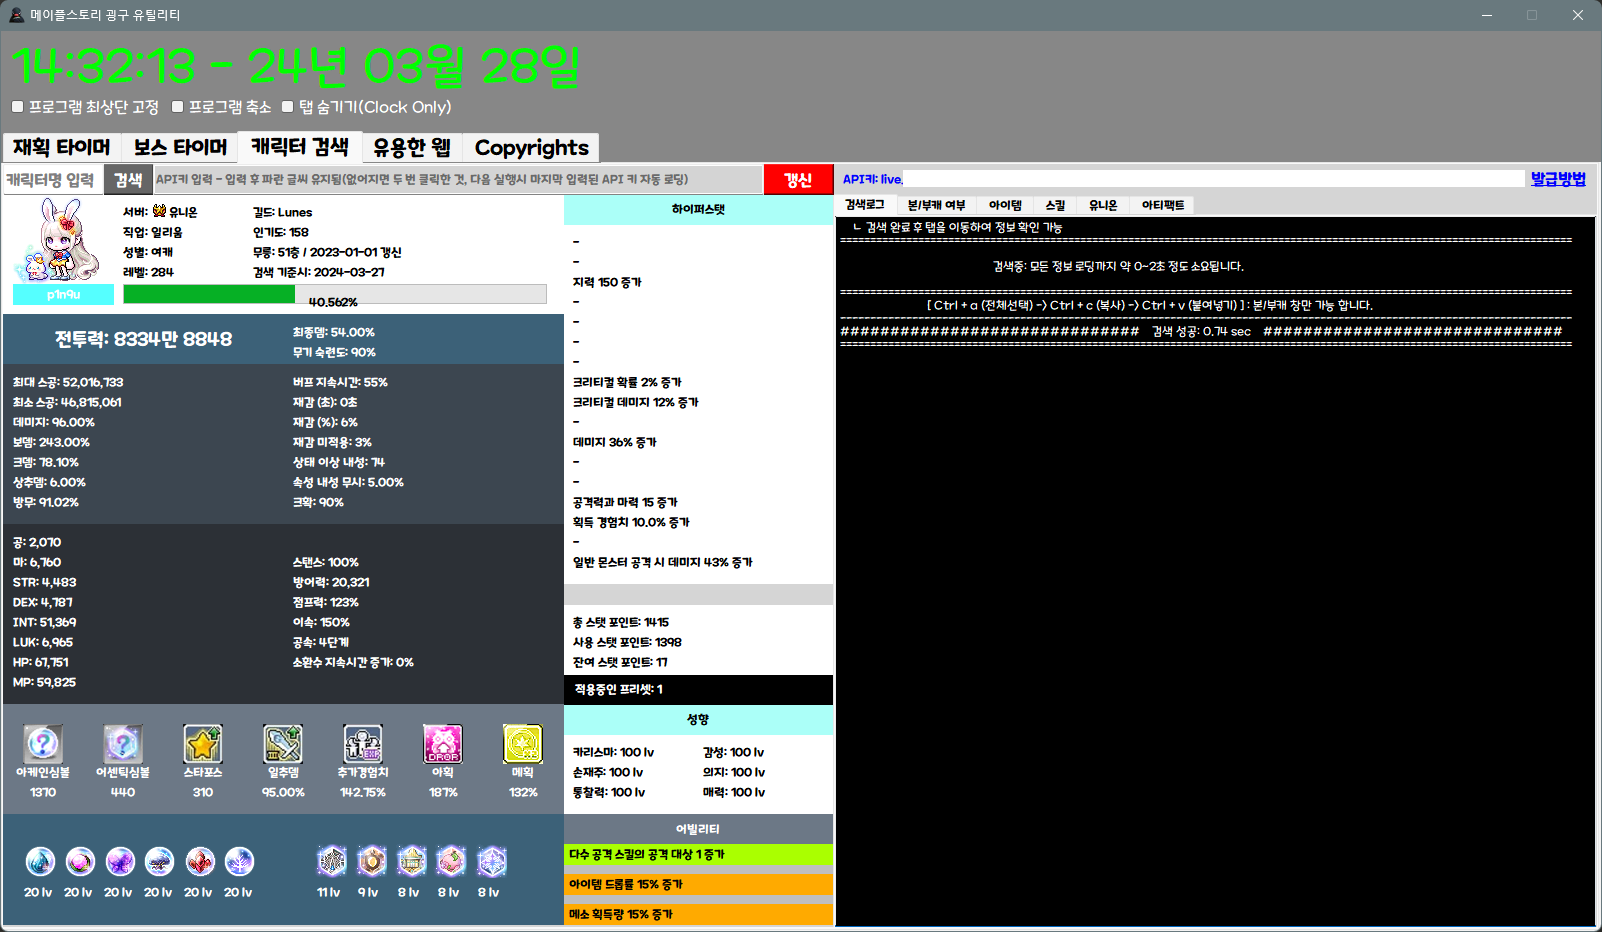 메이플스토리 굉구 유틸리티
14:32:13 - 24년 03월 28일
프로그램 최상단 고정 프로그램 축소 탭 숨기기(Clock Only)
재획 타이머 보스 타이머 캐릭터 검색 유용한 웹 Copyrights
캐릭터명 입력 검색 API키 입력 - 입력 후 파란 글씨 유지됨(없어지면 두 번 클릭한 것, 다음 실행시 마지막 입력된 API 키 자동 로딩) 갱신
API키: live. 발급방법
서버: 유니온 길드: Lunes
직업: 일리움 인기도: 158
성별: 여캐 무릉: 51층 / 2023-01-01 갱신
레벨: 284 검색 기준시: 2024-03-27
p1n9u
40.562%
전투력: 8334만 8848
최종뎀: 54.00%
무기 숙련도: 90%
최대 스공: 52,016,733 버프 지속시간: 55%
최소 스공: 46,815,061 재감 (초): 0초
데미지: 96.00% 재감 (%): 6%
보뎀: 243.00% 재감 미적용: 3%
크뎀: 78.10% 상태 이상 내성: 74
상추뎀: 6.00% 속성 내성 무시: 5.00%
방무: 91.02% 크확: 90%
공: 2,070
마: 6,760 스탠스: 100%
STR: 4,483 방어력: 20,321
DEX: 4,787 점프력: 123%
INT: 51,369 이속: 150%
LUK: 6,965 공속: 4단계
HP: 67,751 소환수 지속시간 증가: 0%
MP: 59,825
EXP DROP
아케인심볼 어센틱심볼 스타포스 일추뎀 추가경험치 아획 메획
1370 440 310 95.00% 142.75% 187% 132%
20 lv 20 lv 20 lv 20 lv 20 lv 20 lv 11 lv 9 lv 8 lv 8 lv 8 lv
하이퍼스탯
-
-
지력 150 증가
-
-
-
-
크리티컬 확률 2% 증가
크리티컬 데미지 12% 증가
-
데미지 36% 증가
-
-
공격력과 마력 15 증가
획득 경험치 10.0% 증가
-
일반 몬스터 공격 시 데미지 43% 증가
총 스탯 포인트: 1415
사용 스탯 포인트: 1398
잔여 스탯 포인트: 17
적용중인 프리셋: 1
성향
카리스마: 100 lv 감성: 100 lv
손재주: 100 lv 의지: 100 lv
통찰력: 100 lv 매력: 100 lv
어빌리티
다수 공격 스킬의 공격 대상 1 증가
아이템 드롭률 15% 증가
메소 획득량 15% 증가
검색로그 본/부캐 여부 아이템 스킬 유니온 아티팩트
ㄴ 검색 완료 후 탭을 이동하여 정보 확인 가능
검색중: 모든 정보 로딩까지 약 0~2초 정도 소요됩니다.
[ Ctrl + a (전체선택) -> Ctrl + c (복사) -> Ctrl + v (붙여넣기) ] : 본/부캐 창만 가능 합니다.
############################## 검색 성공: 0.74 sec ##############################